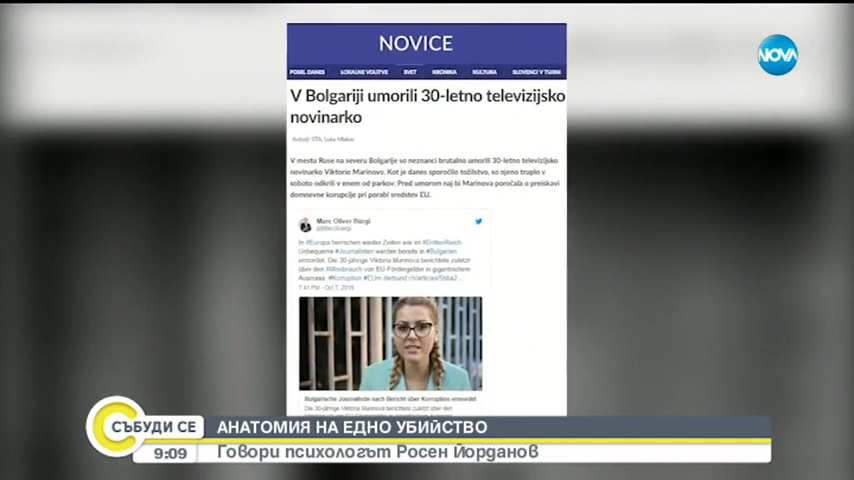 NOVICE
NOVA
POSEL DANES LOKALNE VOLITVE SVET KRONIKA KULTURA SLOVENCI V TUJINI
V Bolgariji umorili 30-letno televizijsko
novinarko
Avtorji: STA, Luka Mlakar
V mestu Ruse na severu Bolgarije so neznanci brutalno umorili 30-letno televizijsko
novinarko Viktorio Marinovo. Kot je danes sporočilo tožilstvo, so njeno truplo v
soboto odkrili v enem od parkov. Pred umorom naj bi Marinova poročala o preiskavi
domnevne korupcije pri porabi sredstev EU.
Marc Oliver Bürgi
In #Europa herrschen wieder Zeiten wie im #DrittenReich.
Unbequeme #Journalisten werden bereits in #Bulgarien
ermordet. Die 30-jährige Viktoria Marinova berichtete zuletzt
über den #Missbrauch von EU-Fördergelder in gigantischem
Ausmass. #Korruption #EUm derbund.ch/articles/5bba2...
7:41 PM - Oct 7, 2018
Bulgarische Journalistin nach Bericht über Korruption ermordet
Die 30-jährige Viktoria Marinova berichtete zuletzt über den
СЪБУДИ СЕ
АНАТОМИЯ НА ЕДНО УБИЙСТВО
9:09
Говори психологът Росен Йорданов